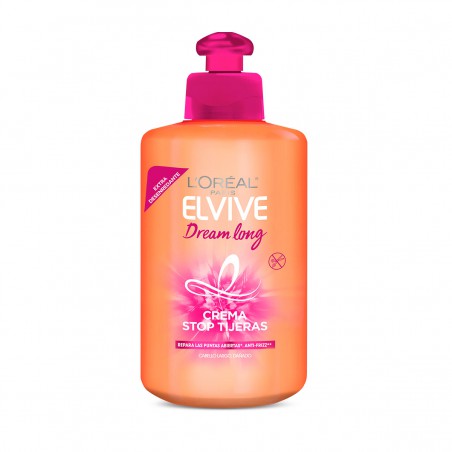 EXTRA
DESENREDANTE
L'ORÉAL
PARIS
ELVIVE
Dream long
CREMA
STOP TIJERAS
REPARA LAS PUNTAS ABIERTAS*. ANTI-FRIZZ**
CABELLO LARGO DAÑADO